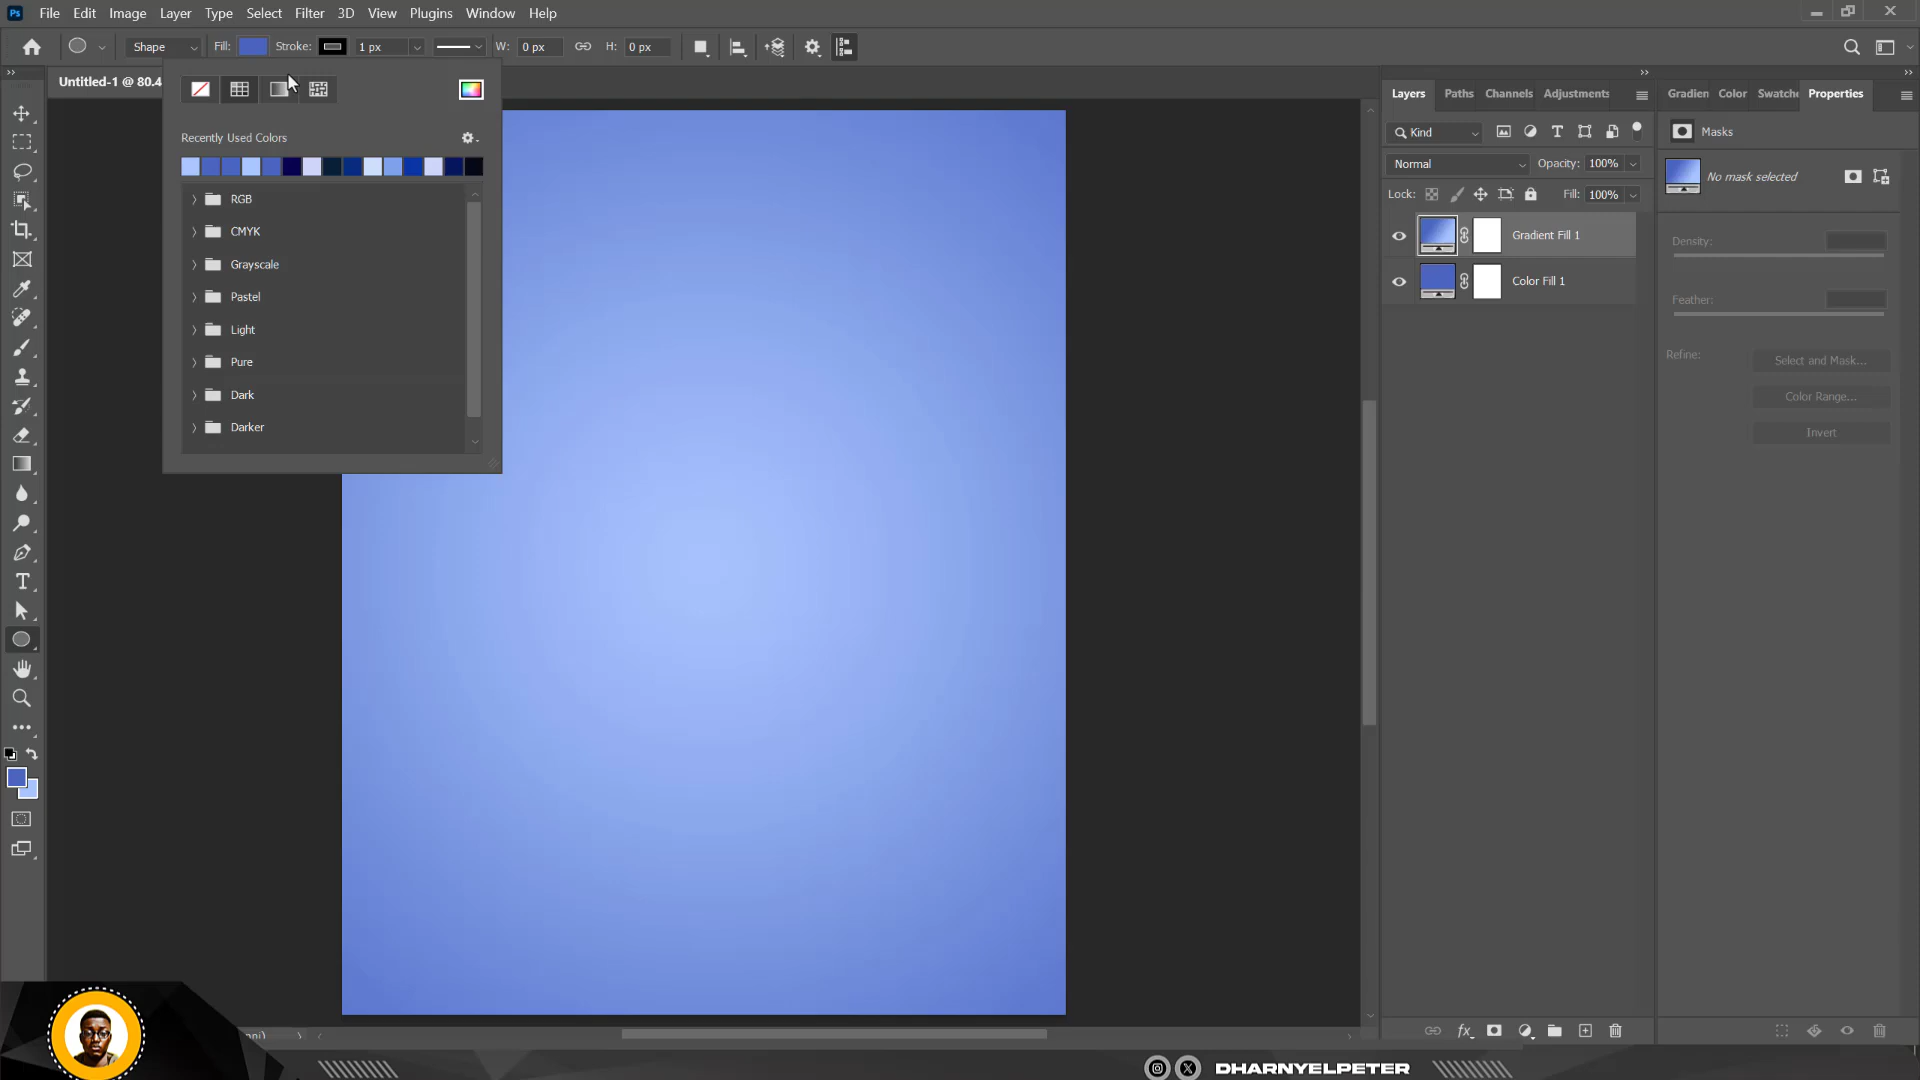 File Edit Image Layer Type Select Filter 3D View Plugins Window Help
Shape Fill: Stroke: 1 px W: 0 px H: 0 px
Untitled-1 @ 80.4
Recently Used Colors
RGB
CMYK
Grayscale
Pastel
Light
Pure
Dark
Darker
Layers Paths Channels Adjustments
Kind
Normal Opacity: 100%
Lock: Fill: 100%
Gradient Fill 1
Color Fill 1
Gradien Color Swatche Properties
Masks
No mask selected
Density:
Feather:
Refine: Select and Mask...
Color Range...
Invert
DHARNYELPETER